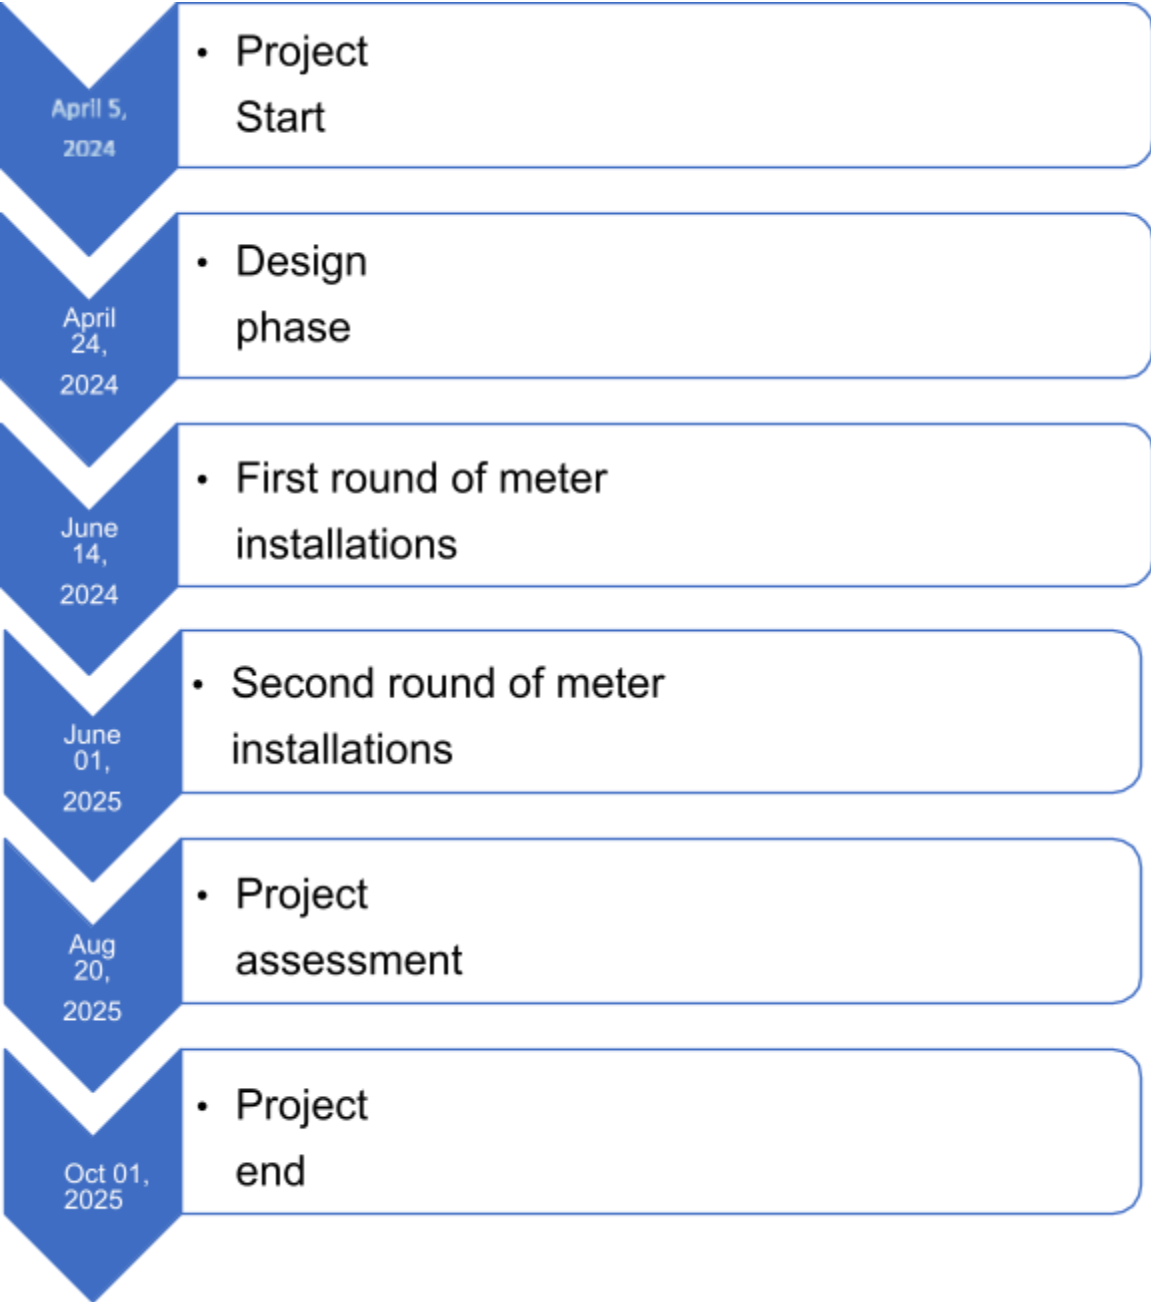 April 5,
2024
• Project
Start
April
24,
2024
• Design
phase
June
14,
2024
• First round of meter
installations
June
01,
2025
• Second round of meter
installations
Aug
20,
2025
• Project
assessment
Oct 01,
2025
• Project
end